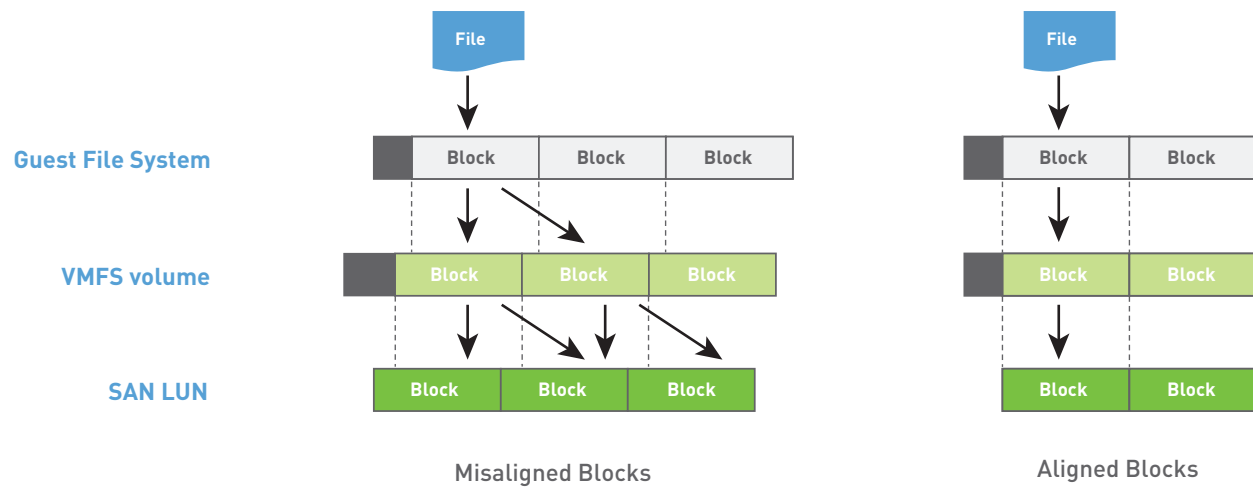 File File
Guest File System Block Block Block Block Block
VMFS volume Block Block Block Block Block
SAN LUN Block Block Block Block Block
Misaligned Blocks Aligned Blocks